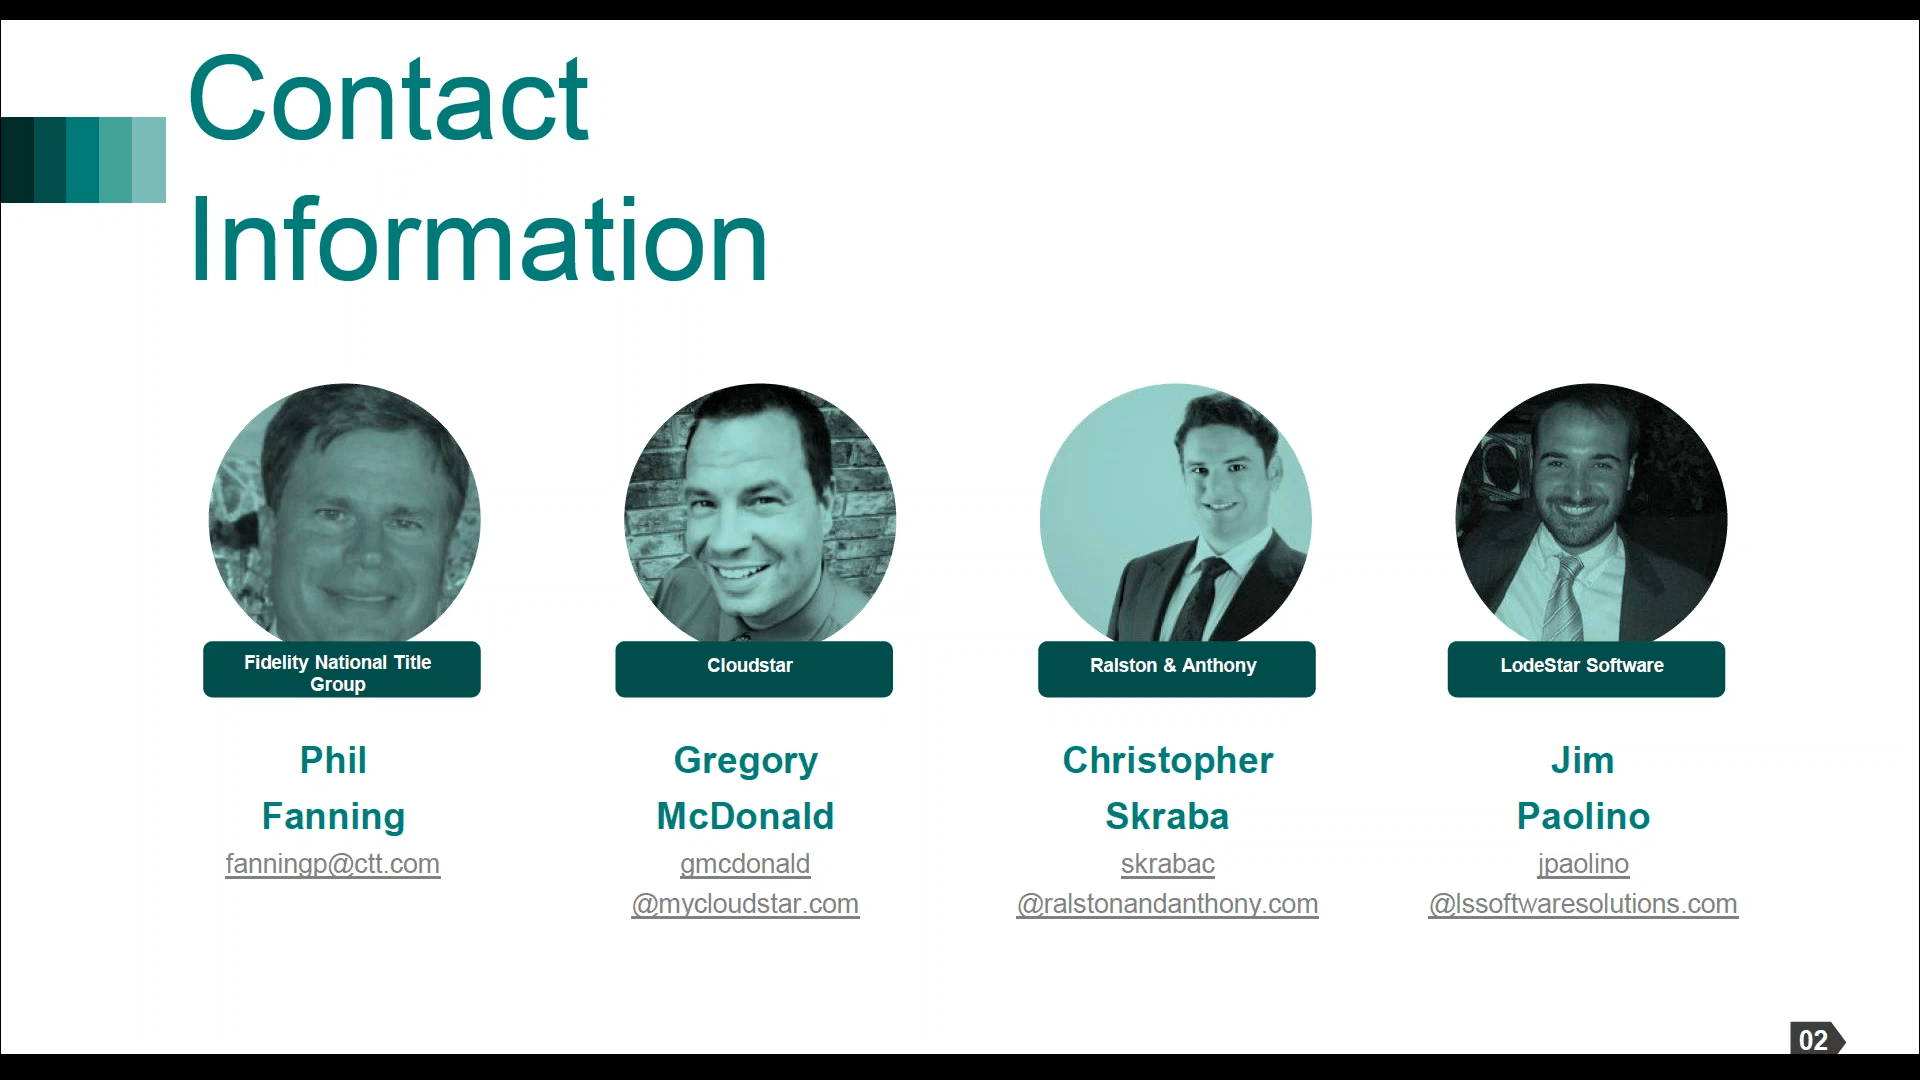 Contact
Information
Fidelity National Title
Group
Cloudstar
Ralston & Anthony
LodeStar Software
Phil
Fanning
fanningp@ctt.com
Gregory
McDonald
gmcdonald
@mycloudstar.com
Christopher
Skraba
skrabac
@ralstonandanthony.com
Jim
Paolino
jpaolino
@lssoftwaresolutions.com
02